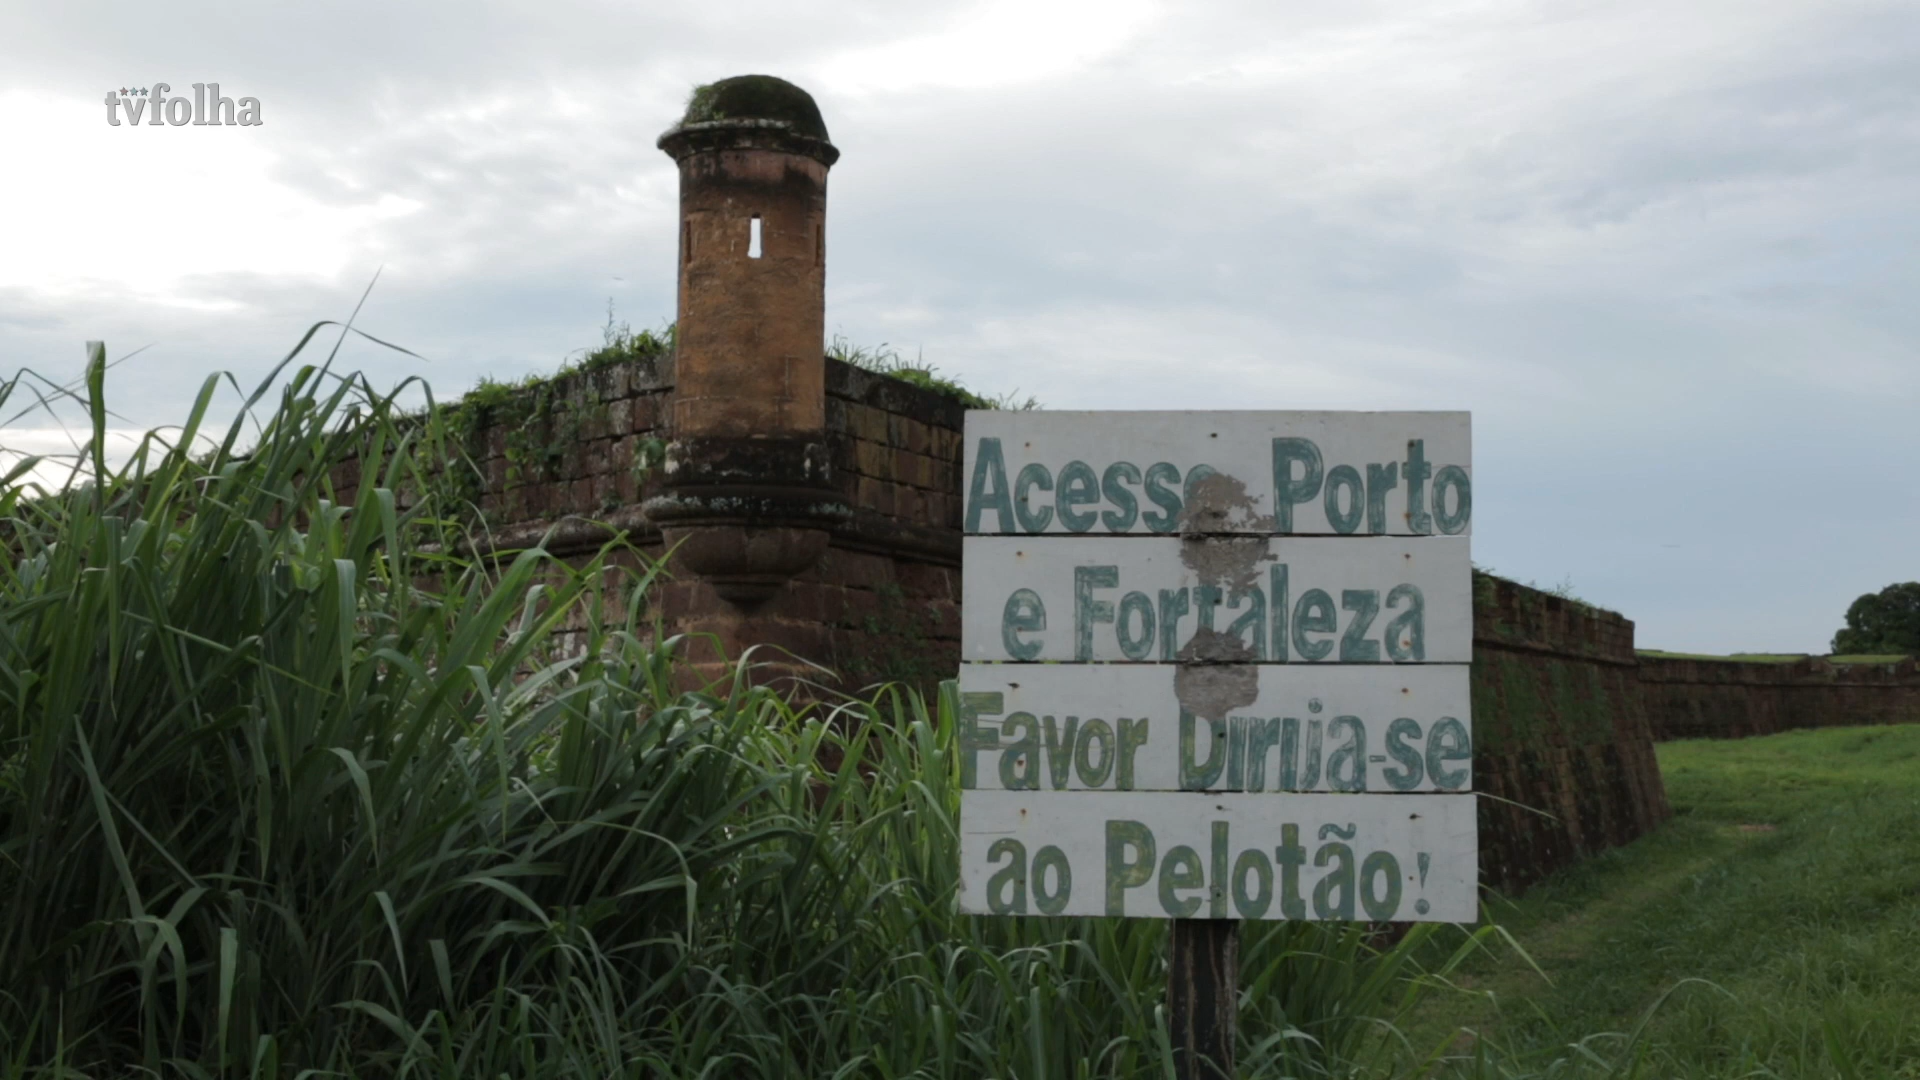 tvfolha
Acesso Porto
e Fortaleza
Favor Dirija-se
ao Pelotão!